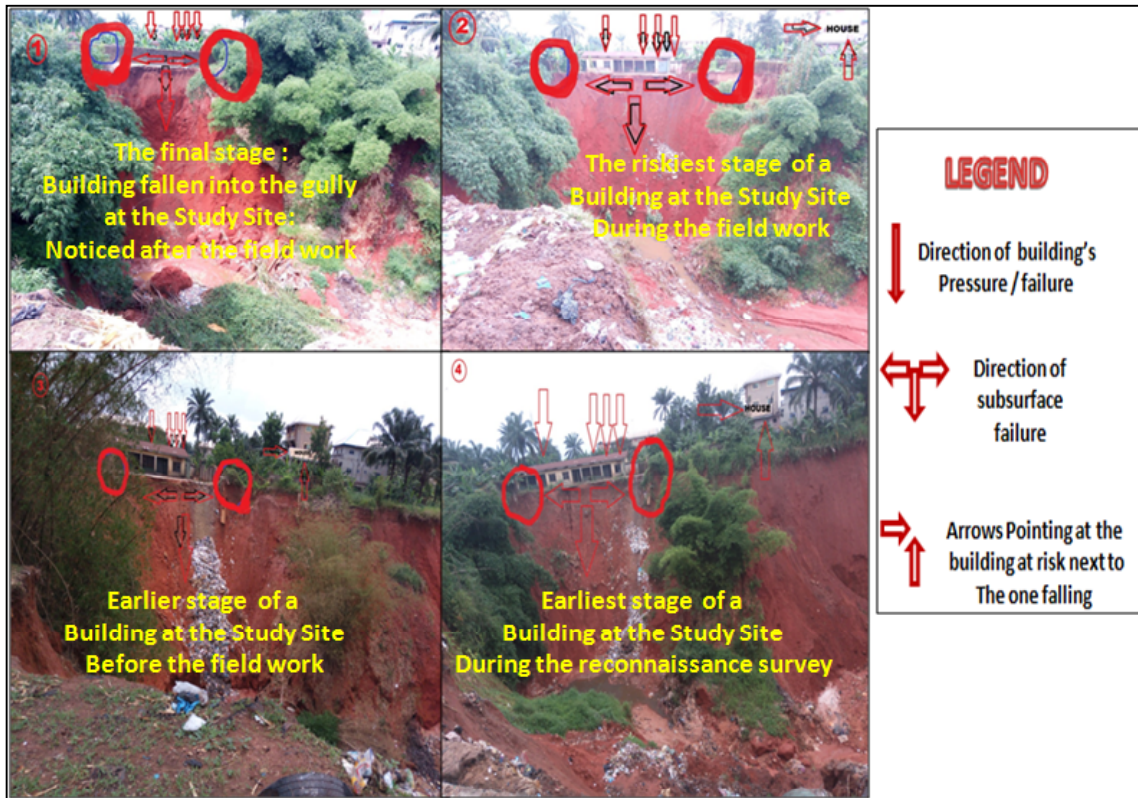 1
The final stage :
Building fallen into the gully
at the Study Site:
Noticed after the field work
2
HOUSE
The riskiest stage of a
Building at the Study Site
During the field work
3
Earlier stage of a
Building at the Study Site
Before the field work
4
HOUSE
Earliest stage of a
Building at the Study Site
During the reconnaissance survey
LEGEND
Direction of building's
Pressure / failure
Direction of
subsurface
failure
Arrows Pointing at the
building at risk next to
The one falling